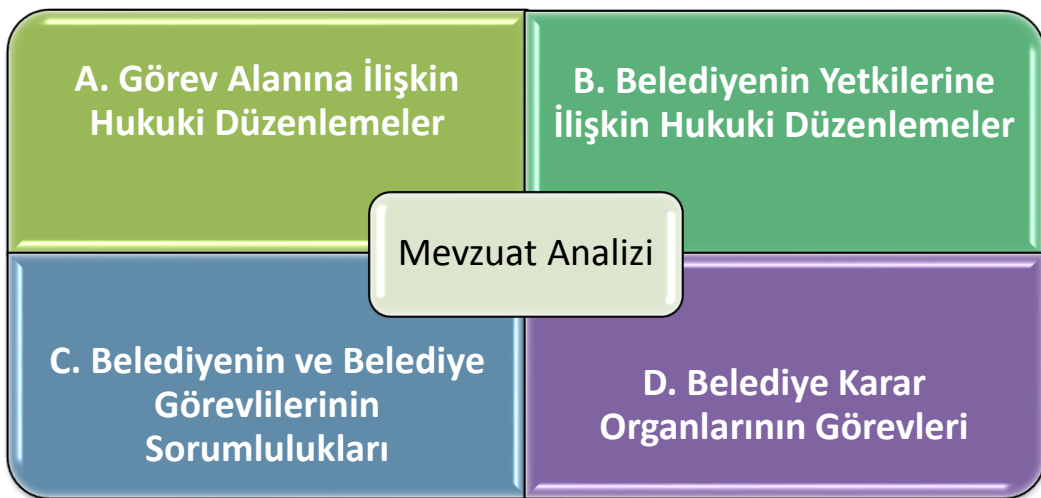 A. Görev Alanına İlişkin
Hukuki Düzenlemeler
B. Belediyenin Yetkilerine
İlişkin Hukuki Düzenlemeler
Mevzuat Analizi
C. Belediyenin ve Belediye
Görevlilerinin
Sorumlulukları
D. Belediye Karar
Organlarının Görevleri